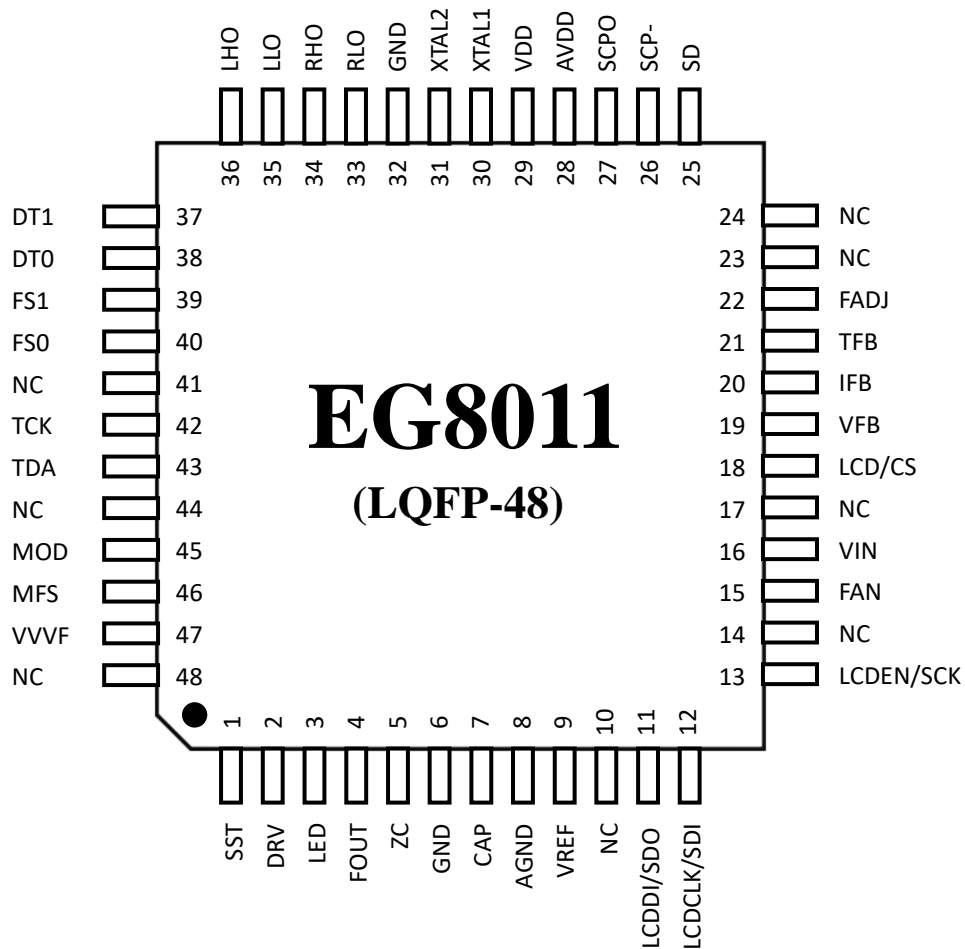 LHO LLO RHO RLO GND XTAL2 XTAL1 VDD AVDD SCPO SCP- SD
36 35 34 33 32 31 30 29 28 27 26 25
DT1 37 24 NC
DT0 38 23 NC
FS1 39 22 FADJ
FS0 40 21 TFB
NC 41 20 IFB
TCK 42 19 VFB
TDA 43 18 LCD/CS
NC 44 17 NC
MOD 45 16 VIN
MFS 46 15 FAN
VVVF 47 14 NC
NC 48 13 LCDEN/SCK
EG8011
(LQFP-48)
1 2 3 4 5 6 7 8 9 10 11 12
SST DRV LED FOUT ZC GND CAP AGND VREF NC LCDDI/SDO LCDCLK/SDI